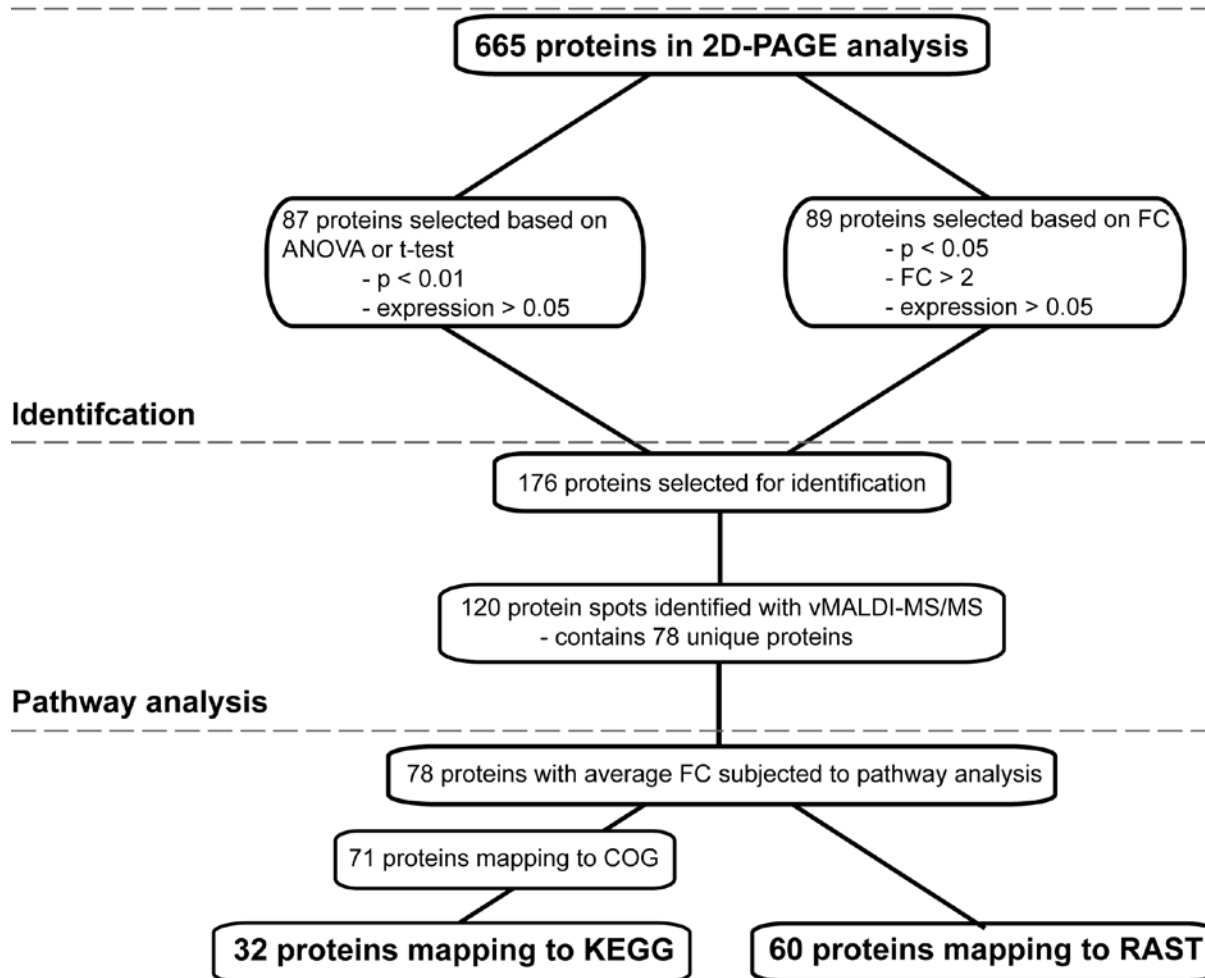 665 proteins in 2D-PAGE analysis
87 proteins selected based on
ANOVA or t-test
- p < 0.01
- expression > 0.05
89 proteins selected based on FC
- p < 0.05
- FC > 2
- expression > 0.05
Identifcation
176 proteins selected for identification
120 protein spots identified with vMALDI-MS/MS
- contains 78 unique proteins
Pathway analysis
78 proteins with average FC subjected to pathway analysis
71 proteins mapping to COG
32 proteins mapping to KEGG
60 proteins mapping to RAST